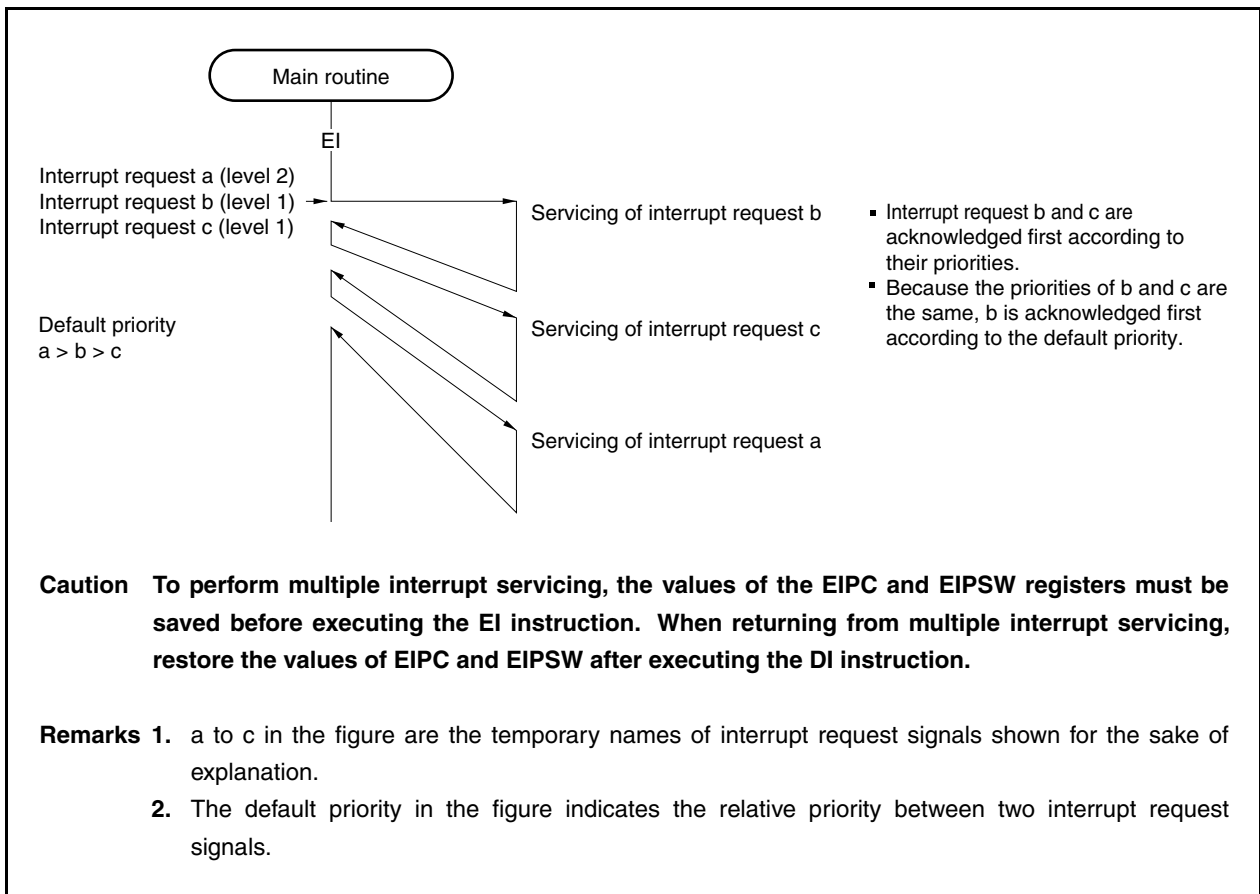 Main routine
EI
Interrupt request a (level 2)
Interrupt request b (level 1)
Interrupt request c (level 1)
Servicing of interrupt request b
Default priority
a > b > c
Servicing of interrupt request c
Servicing of interrupt request a
▪ Interrupt request b and c are
acknowledged first according to
their priorities.
▪ Because the priorities of b and c are
the same, b is acknowledged first
according to the default priority.
Caution To perform multiple interrupt servicing, the values of the EIPC and EIPSW registers must be
saved before executing the EI instruction. When returning from multiple interrupt servicing,
restore the values of EIPC and EIPSW after executing the DI instruction.
Remarks 1. a to c in the figure are the temporary names of interrupt request signals shown for the sake of
explanation.
2. The default priority in the figure indicates the relative priority between two interrupt request
signals.